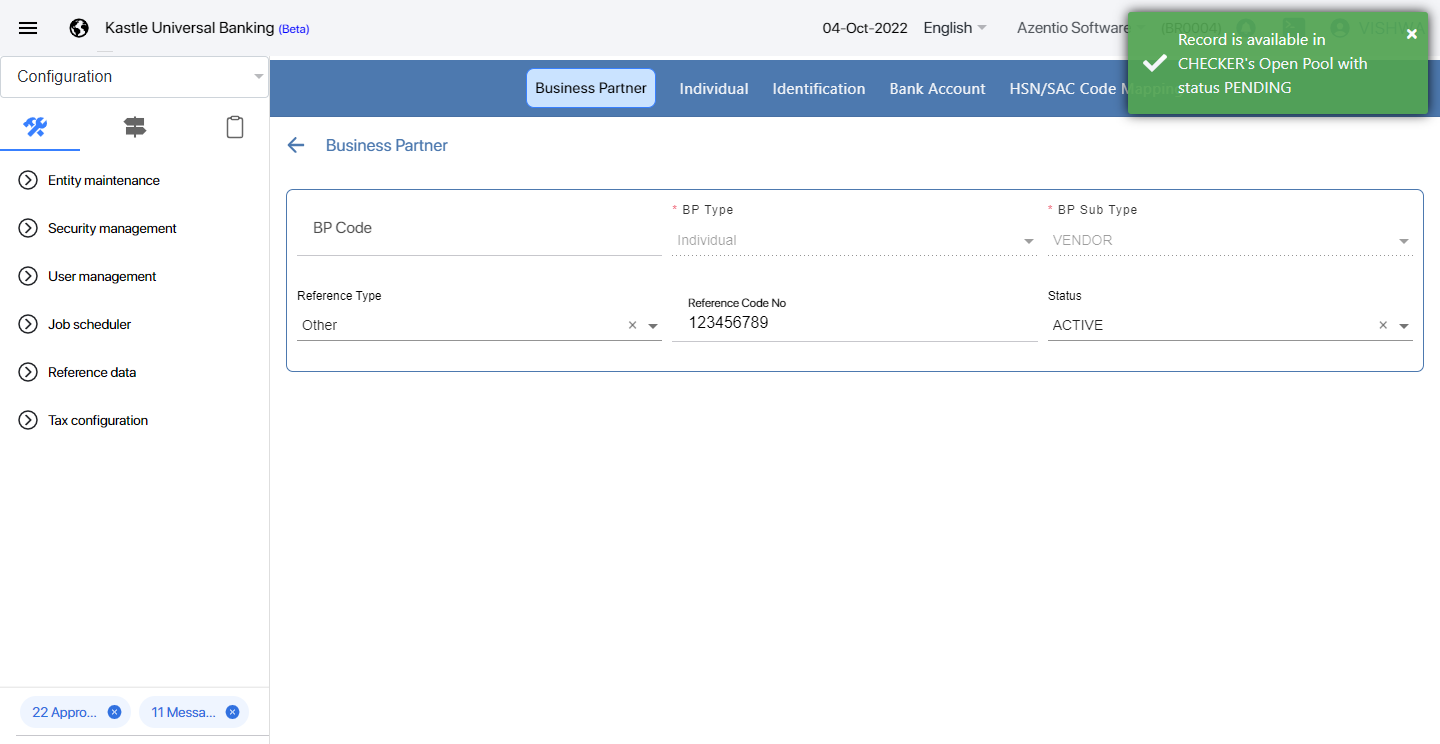 Kastle Universal Banking (Beta)
04-Oct-2022
English
Azentio Software
(BR0004)
VISHWA
Record is available in
CHECKER's Open Pool with
status PENDING
Configuration
Business Partner
Individual
Identification
Bank Account
HSN/SAC Code Mapping
Entity maintenance
Security management
User management
Job scheduler
Reference data
Tax configuration
Business Partner
BP Code
* BP Type
Individual
* BP Sub Type
VENDOR
Reference Type
Other
Reference Code No
123456789
Status
ACTIVE
22 Appro...
11 Messa...